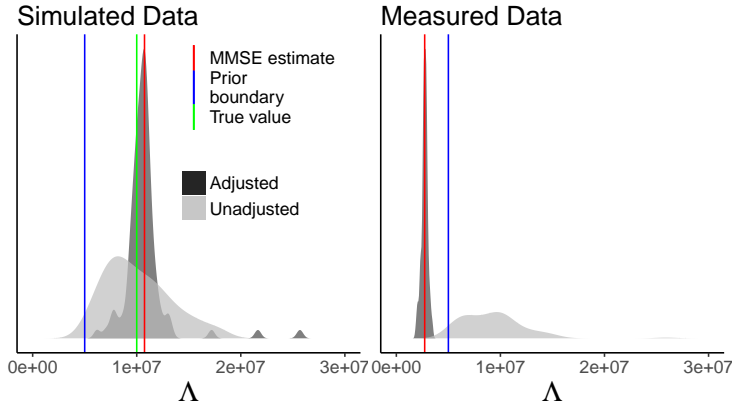 Simulated Data
Measured Data
MMSE estimate
Prior
boundary
True value
Adjusted
Unadjusted
0e+00 1e+07 2e+07 3e+07
0e+00 1e+07 2e+07 3e+07
Λ
Λ